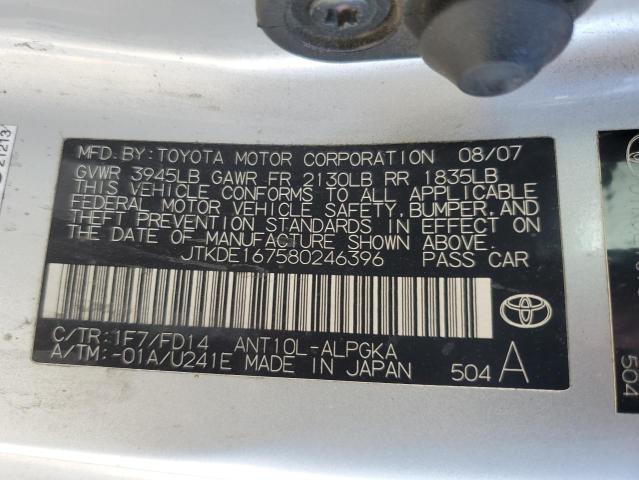 MFD. BY: TOYOTA MOTOR CORPORATION 08/07
GVWR 3945LB GAWR FR 2130LB RR 1835LB
THIS VEHICLE CONFORMS TO ALL APPLICABLE
FEDERAL MOTOR VEHICLE SAFETY, BUMPER, AND
THEFT PREVENTION STANDARDS IN EFFECT ON
THE DATE OF MANUFACTURE SHOWN ABOVE.
JTKDE167580246396 PASS CAR
C/TR: 1F7/FD14 ANT10L-ALPGKA
A/TM: -01A/U241E MADE IN JAPAN
504 A
21213
504